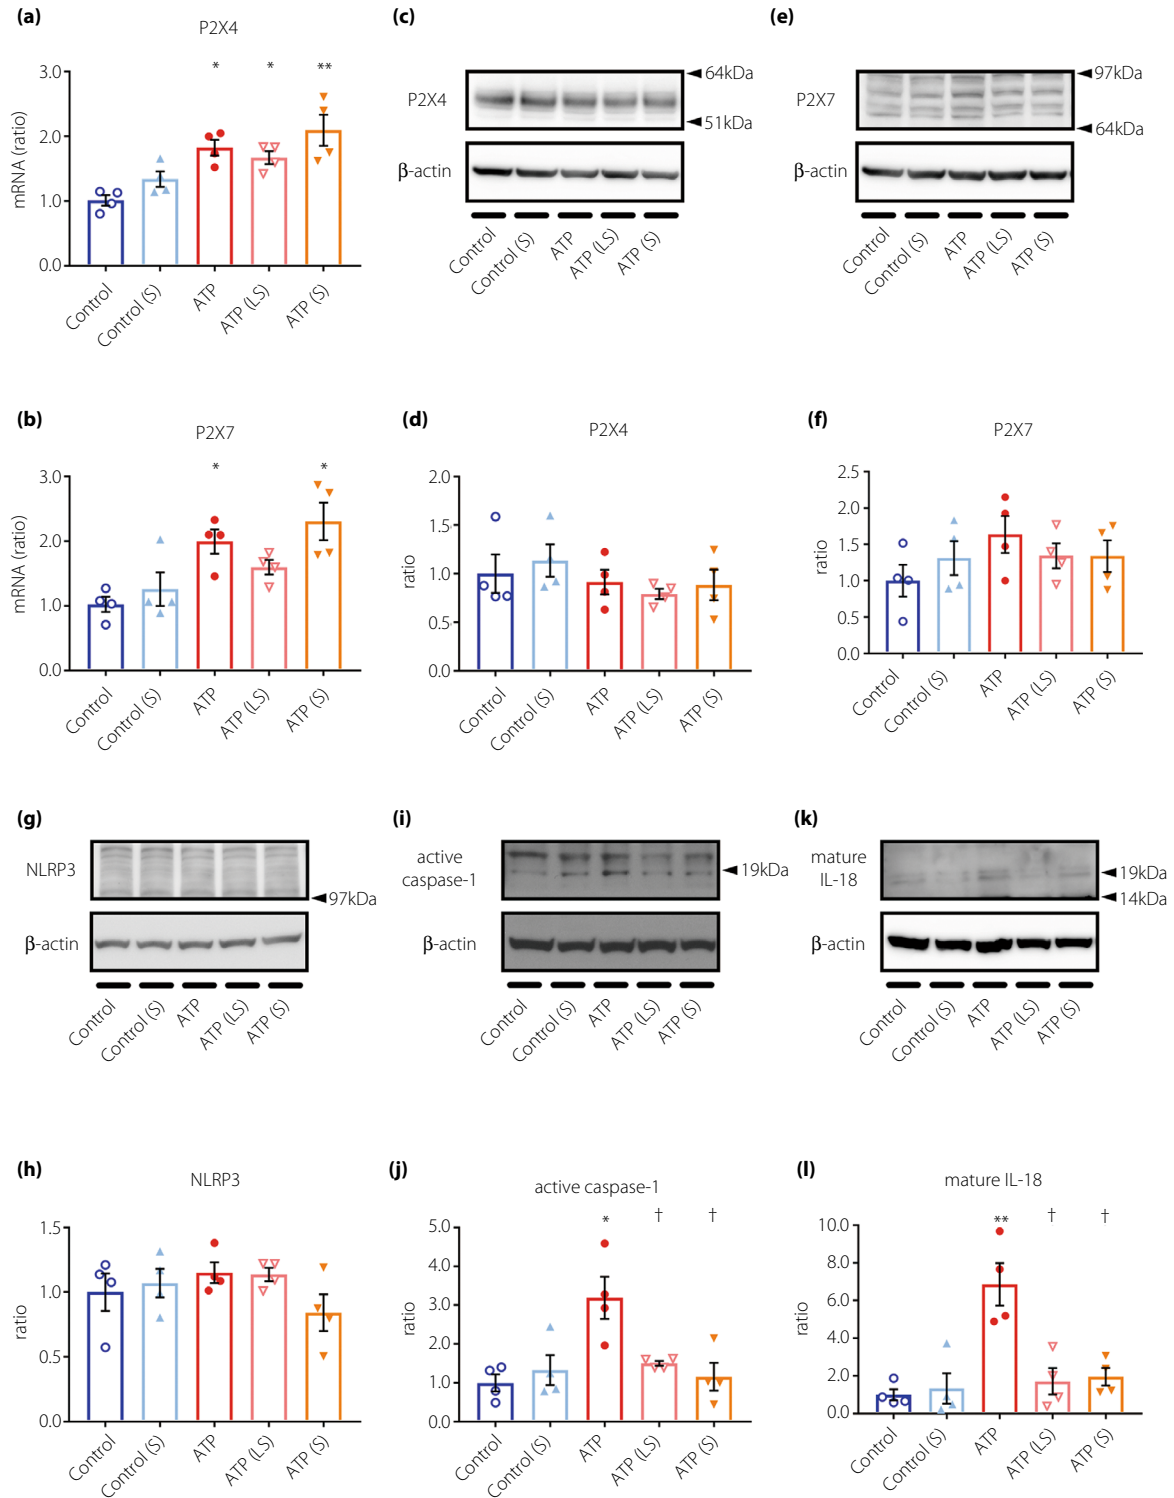 (a)
P2X4
* * **
mRNA (ratio)
3.0
2.0
1.0
0.0
Control
Control (S)
ATP
ATP (LS)
ATP (S)
(c)
P2X4
64kDa
51kDa
β-actin
Control
Control (S)
ATP
ATP (LS)
ATP (S)
(e)
P2X7
97kDa
64kDa
β-actin
Control
Control (S)
ATP
ATP (LS)
ATP (S)
(b)
P2X7
* *
mRNA (ratio)
3.0
2.0
1.0
0.0
Control
Control (S)
ATP
ATP (LS)
ATP (S)
(d)
P2X4
ratio
2.0
1.5
1.0
0.5
0.0
Control
Control (S)
ATP
ATP (LS)
ATP (S)
(f)
P2X7
ratio
2.5
2.0
1.5
1.0
0.5
0.0
Control
Control (S)
ATP
ATP (LS)
ATP (S)
(g)
NLRP3
97kDa
β-actin
Control
Control (S)
ATP
ATP (LS)
ATP (S)
(i)
active
caspase-1
19kDa
β-actin
Control
Control (S)
ATP
ATP (LS)
ATP (S)
(k)
mature
IL-18
19kDa
14kDa
β-actin
Control
Control (S)
ATP
ATP (LS)
ATP (S)
(h)
NLRP3
ratio
1.5
1.0
0.5
0.0
Control
Control (S)
ATP
ATP (LS)
ATP (S)
(j)
active caspase-1
* † †
ratio
5.0
4.0
3.0
2.0
1.0
0.0
Control
Control (S)
ATP
ATP (LS)
ATP (S)
(l)
mature IL-18
** † †
ratio
10.0
8.0
6.0
4.0
2.0
0.0
Control
Control (S)
ATP
ATP (LS)
ATP (S)